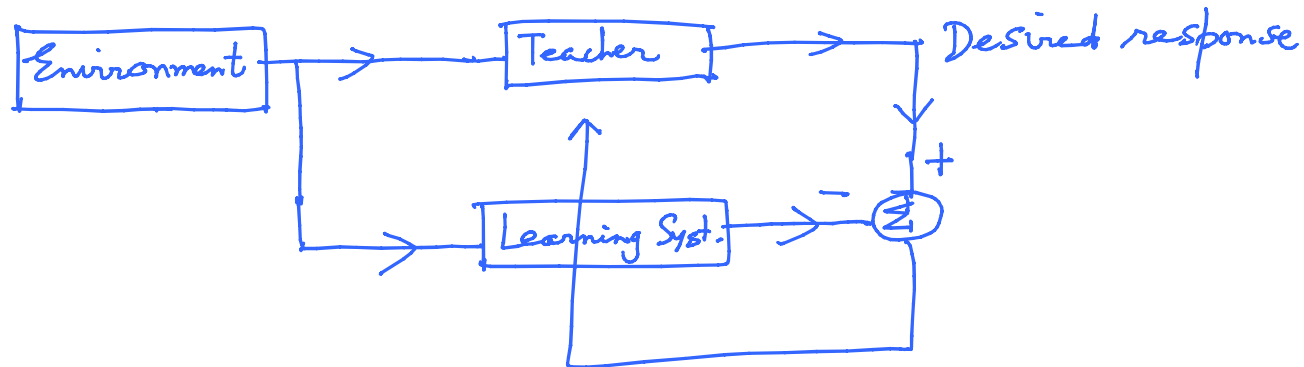 Environment
Teacher
Desired response
+
-
Learning Syst.
Σ